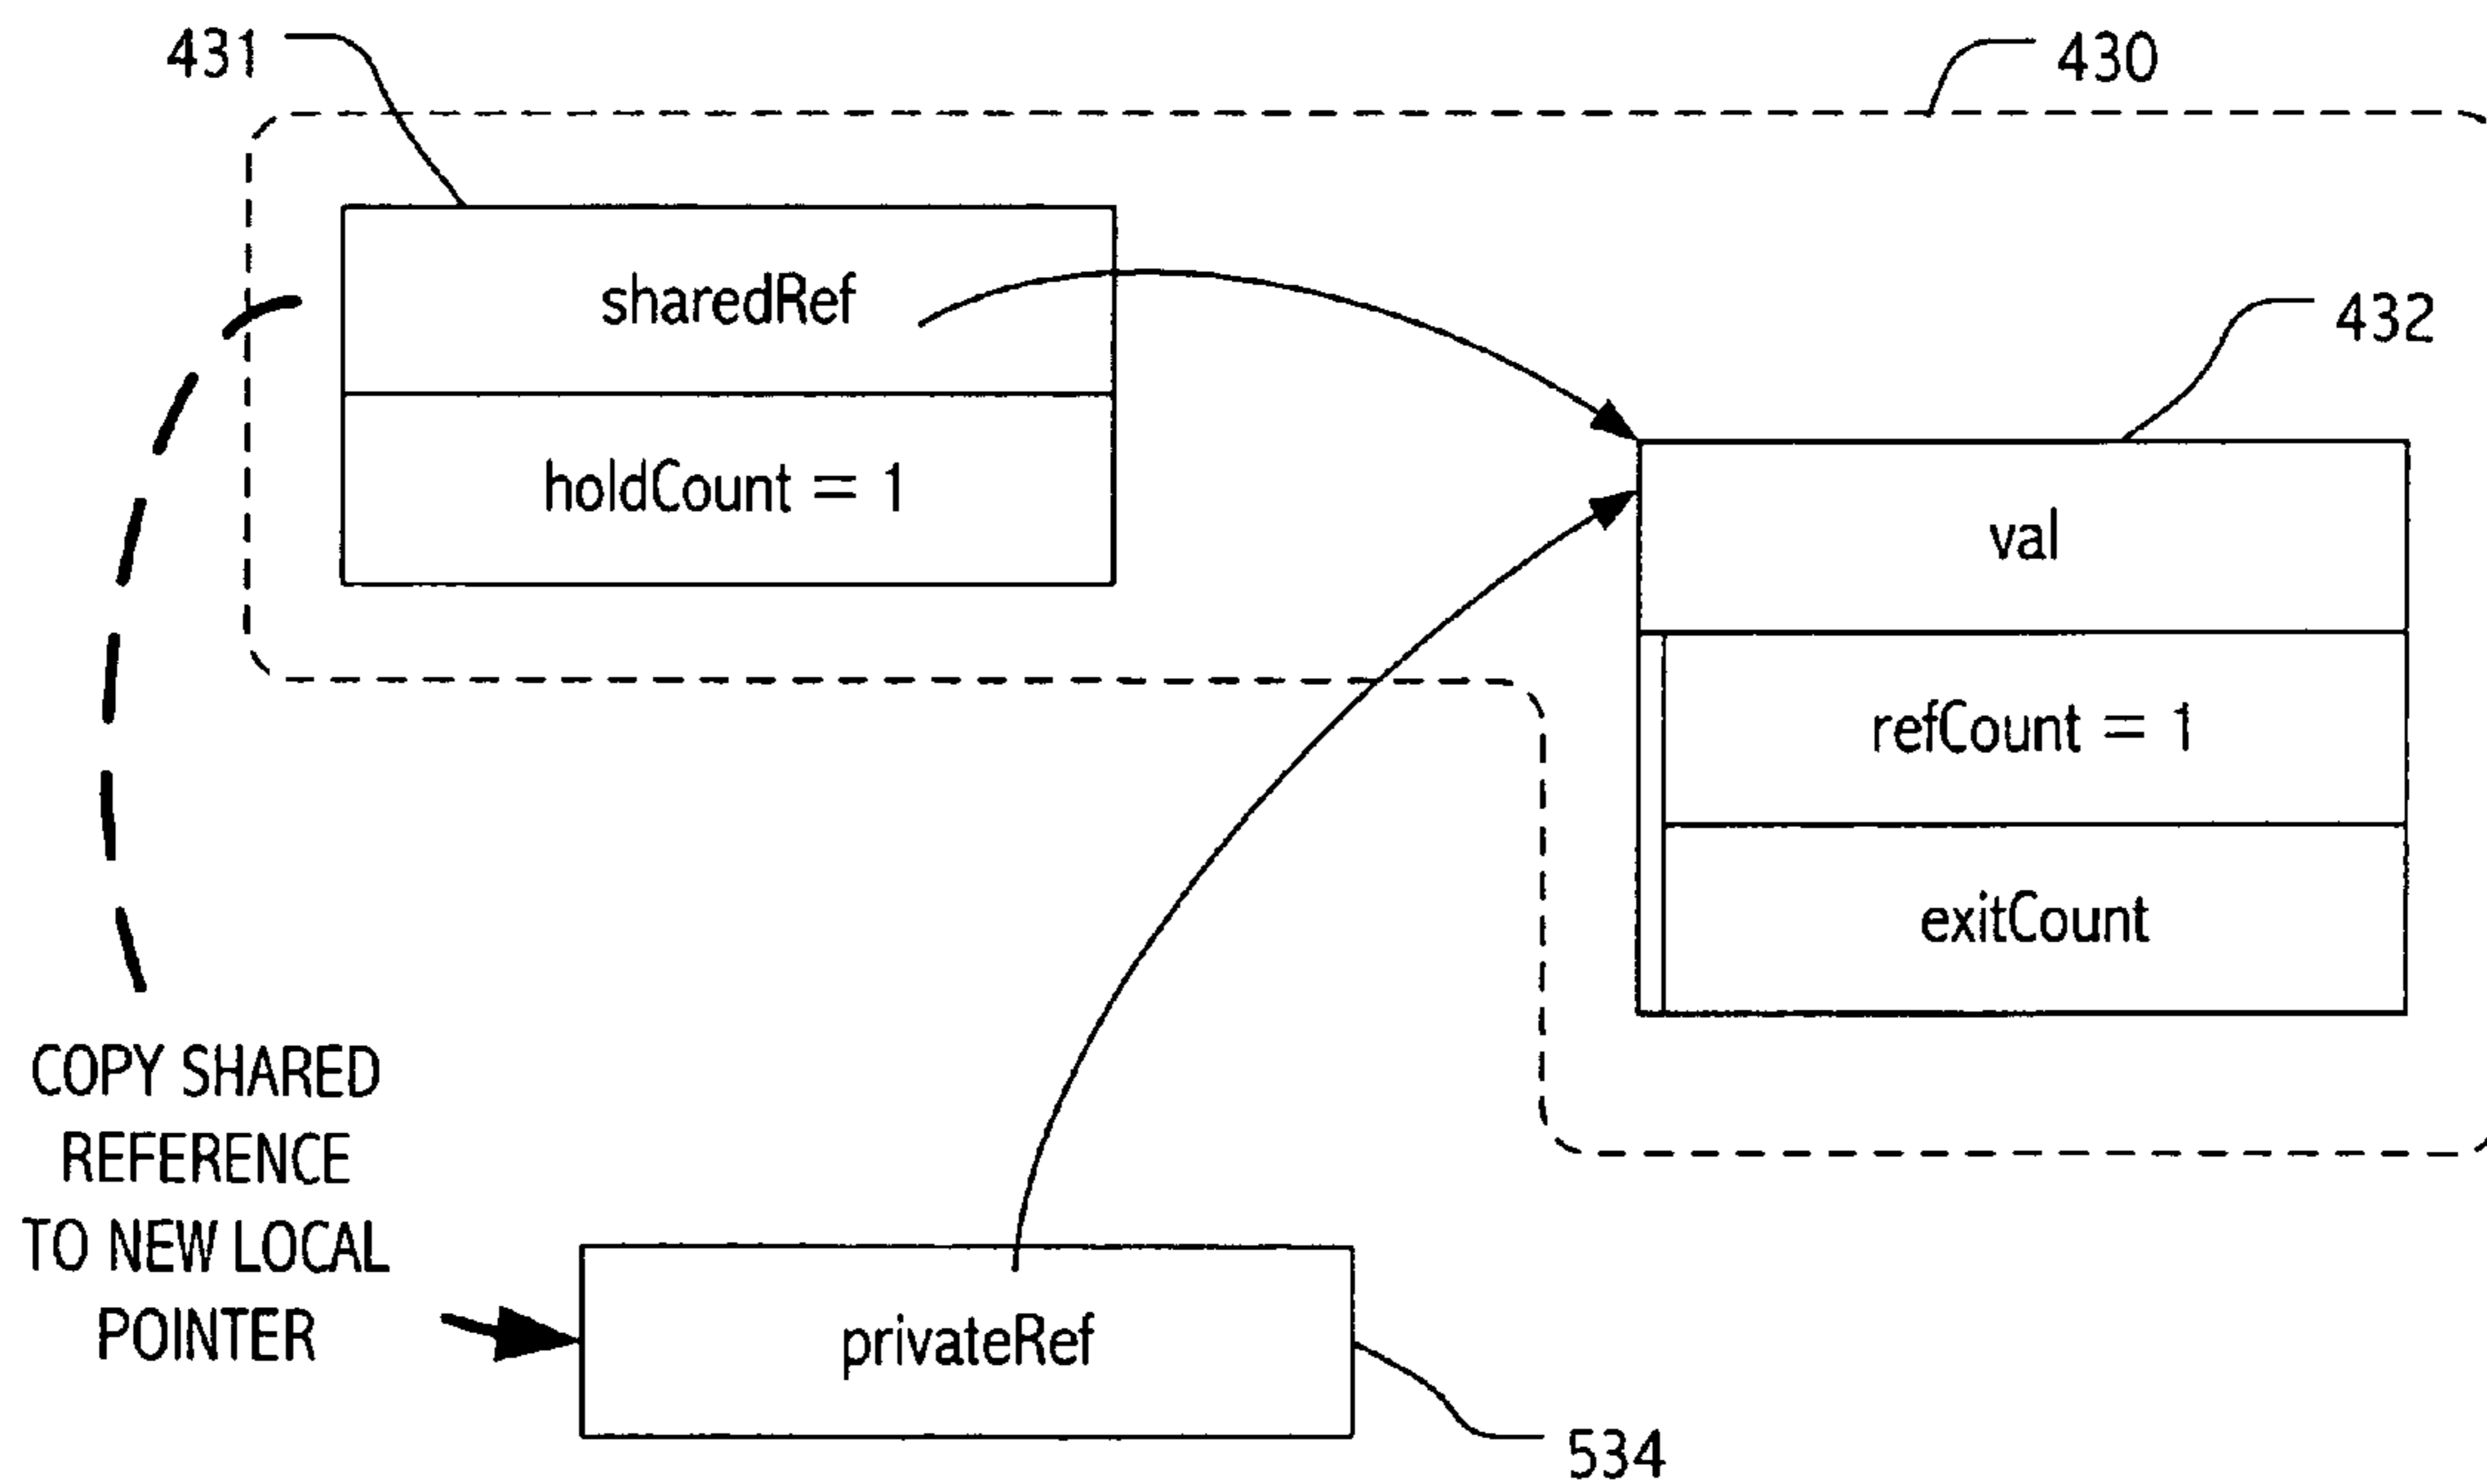 431
430
sharedRef
432
holdCount = 1
val
refCount = 1
exitCount
COPY SHARED
REFERENCE
TO NEW LOCAL
POINTER
privateRef
534